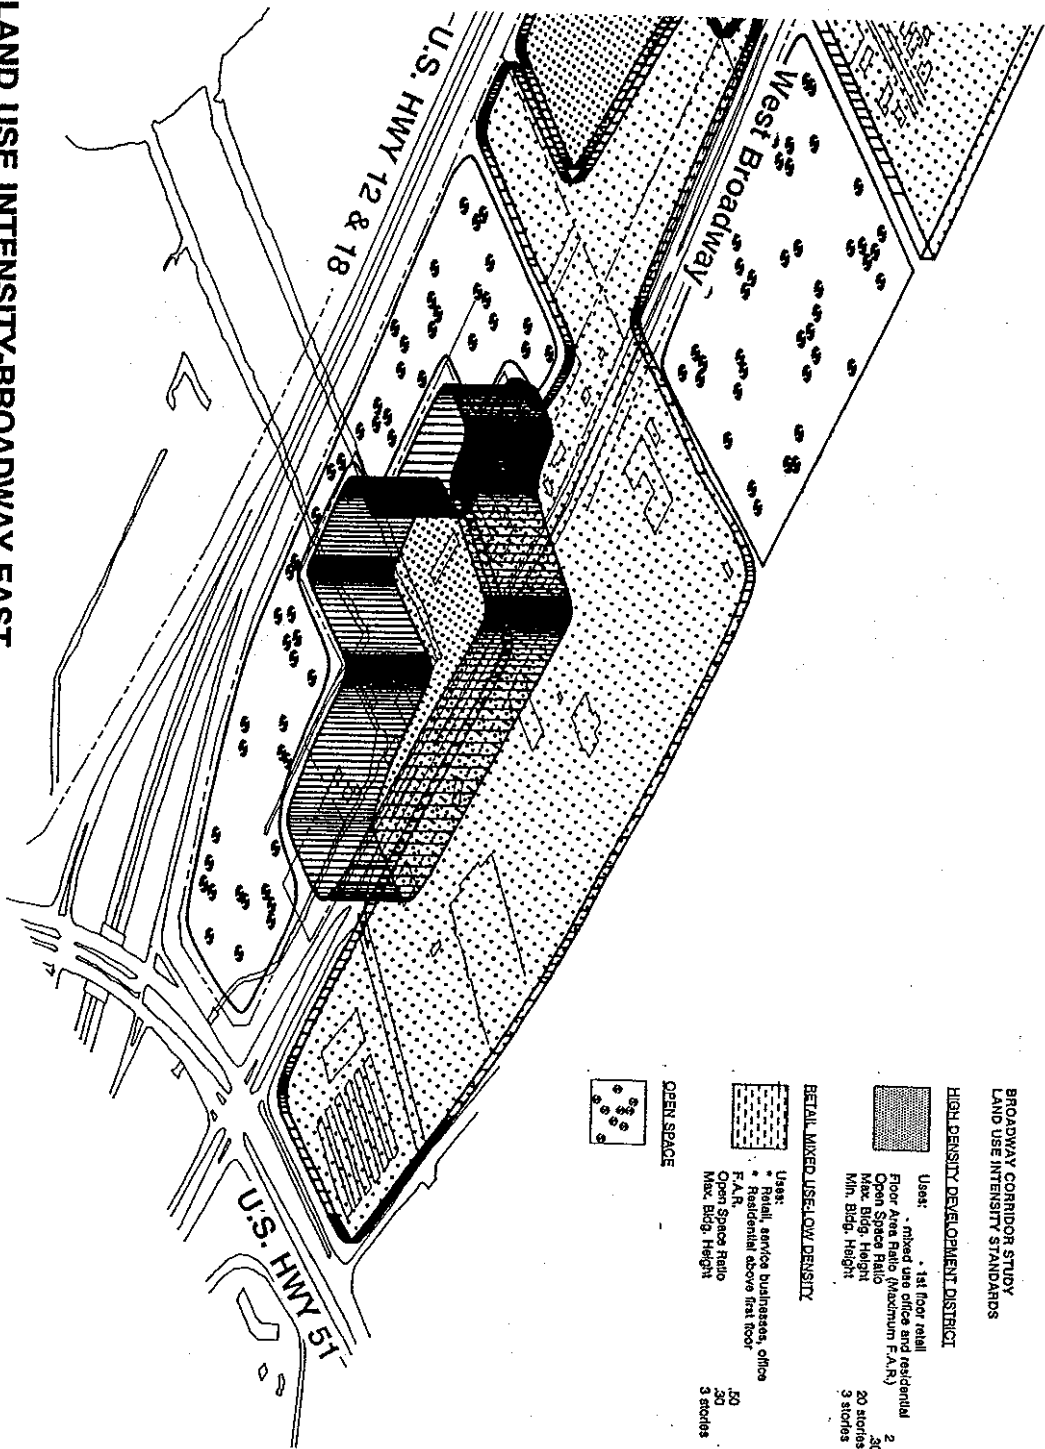 BROADWAY CORRIDOR STUDY
LAND USE INTENSITY STANDARDS
HIGH DENSITY DEVELOPMENT DISTRICT
Uses: - 1st floor retail
- mixed use office and residential
Floor Area Ratio (Maximum F.A.R.) 2
Open Space Ratio .30
Max. Bldg. Height 20 stories
Min. Bldg. Height 3 stories
RETAIL MIXED USE-LOW DENSITY
Uses:
* Retail, service businesses, office
* Residential above first floor
F.A.R. .50
Open Space Ratio .30
Max. Bldg. Height 3 stories
OPEN SPACE
West Broadway
U.S. HWY 12 & 18
U.S. HWY 51
LAND USE INTENSITY-BROADWAY EAST